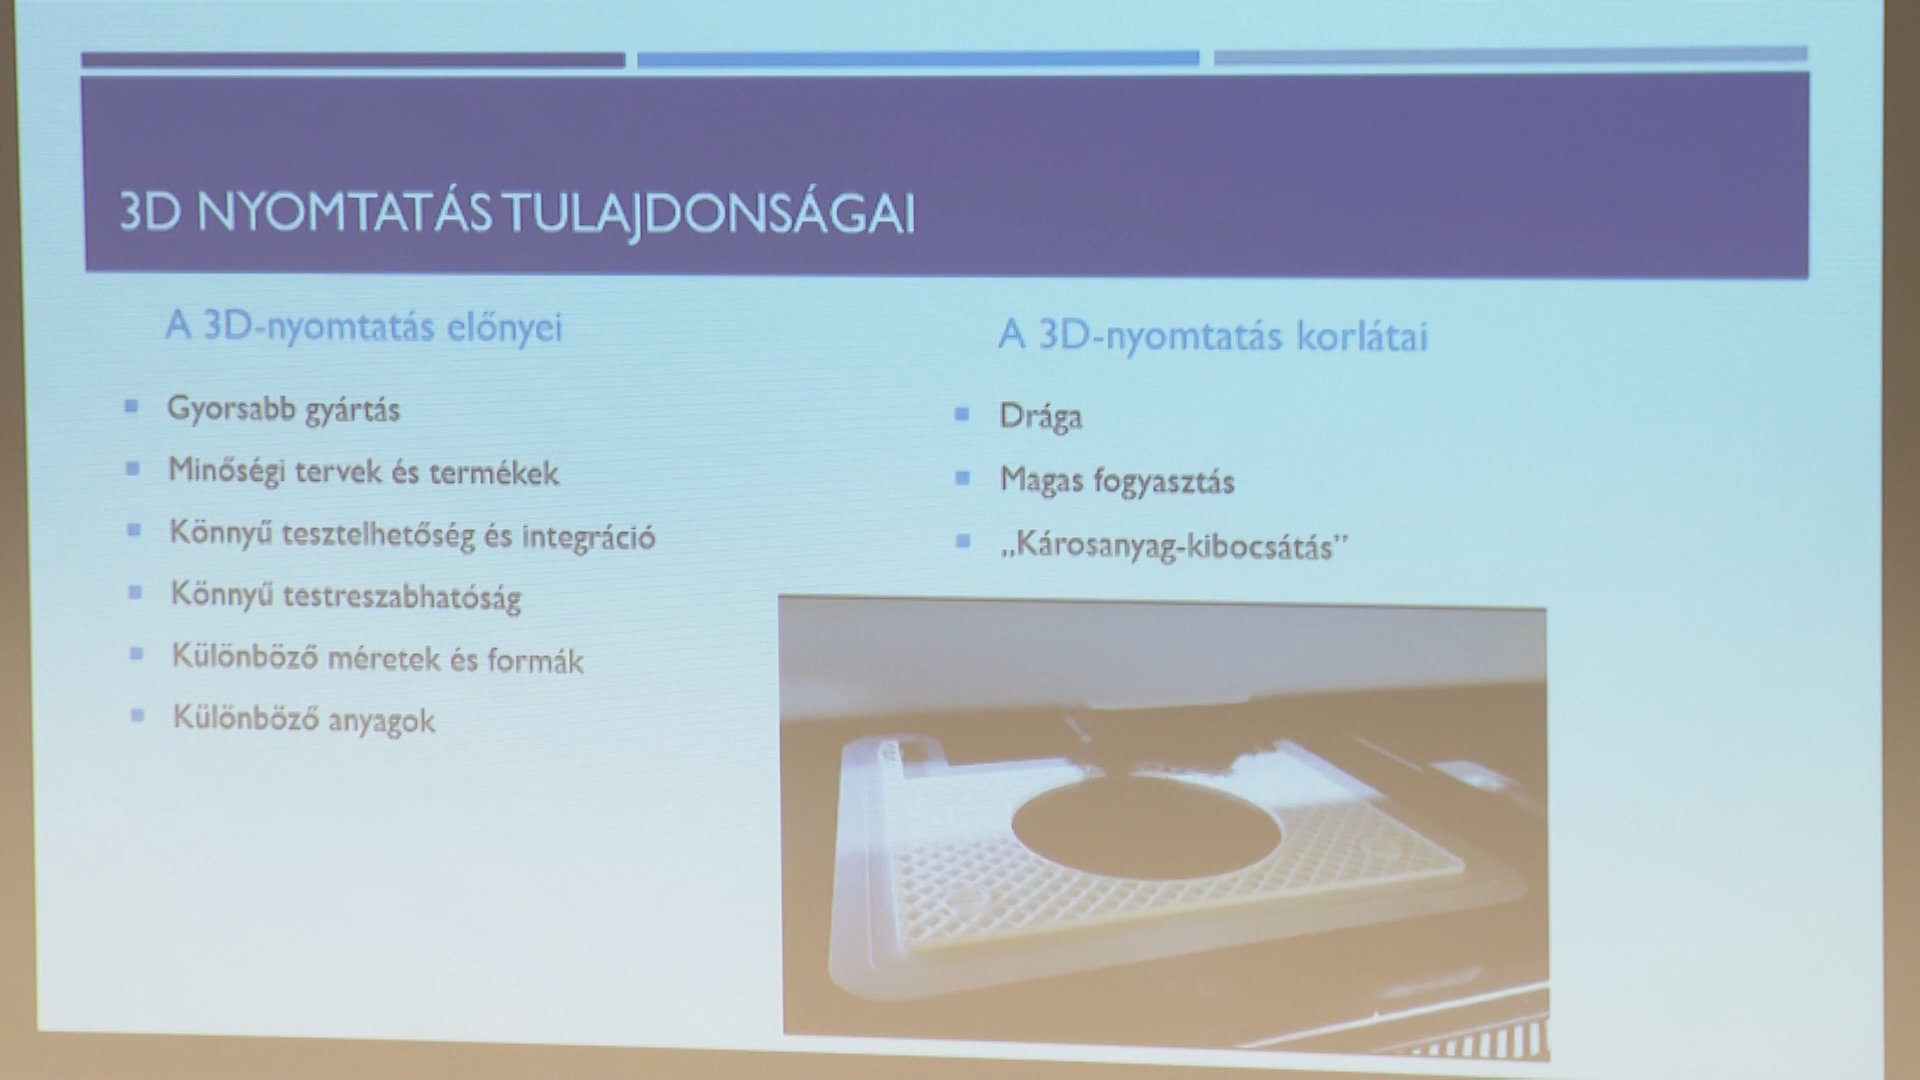 3D NYOMTATÁS TULAJDONSÁGAI
A 3D-nyomtatás előnyei
Gyorsabb gyártás
Minőségi tervek és termékek
Könnyű tesztelhetőség és integráció
Könnyű testreszabhatóság
Különböző méretek és formák
Különböző anyagok
A 3D-nyomtatás korlátai
Drága
Magas fogyasztás
„Károsanyag-kibocsátás”